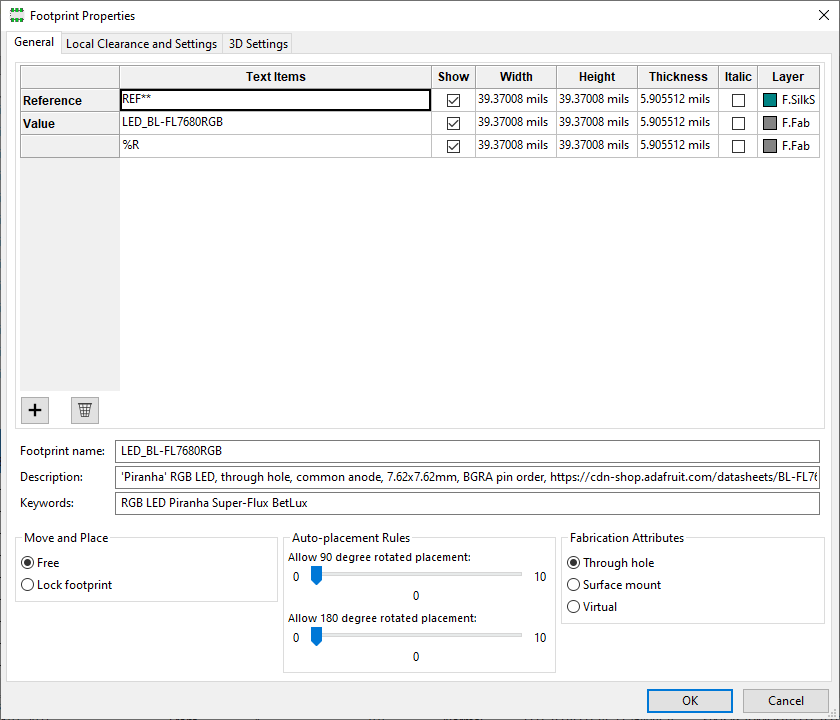 Footprint Properties
General Local Clearance and Settings 3D Settings
Text Items Show Width Height Thickness Italic Layer
Reference REF** 39.37008 mils 39.37008 mils 5.905512 mils F.SilkS
Value LED_BL-FL7680RGB 39.37008 mils 39.37008 mils 5.905512 mils F.Fab
%R 39.37008 mils 39.37008 mils 5.905512 mils F.Fab
Footprint name: LED_BL-FL7680RGB
Description: 'Piranha' RGB LED, through hole, common anode, 7.62x7.62mm, BGRA pin order, https://cdn-shop.adafruit.com/datasheets/BL-FL76
Keywords: RGB LED Piranha Super-Flux BetLux
Move and Place
Free
Lock footprint
Auto-placement Rules
Allow 90 degree rotated placement:
0 10
0
Allow 180 degree rotated placement:
0 10
0
Fabrication Attributes
Through hole
Surface mount
Virtual
OK Cancel